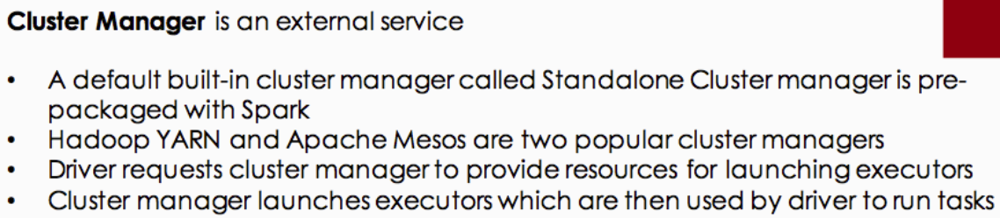 Cluster Manager is an external service
• A default built-in cluster manager called Standalone Cluster manager is pre-
packaged with Spark
• Hadoop YARN and Apache Mesos are two popular cluster managers
• Driver requests cluster manager to provide resources for launching executors
• Cluster manager launches executors which are then used by driver to run tasks